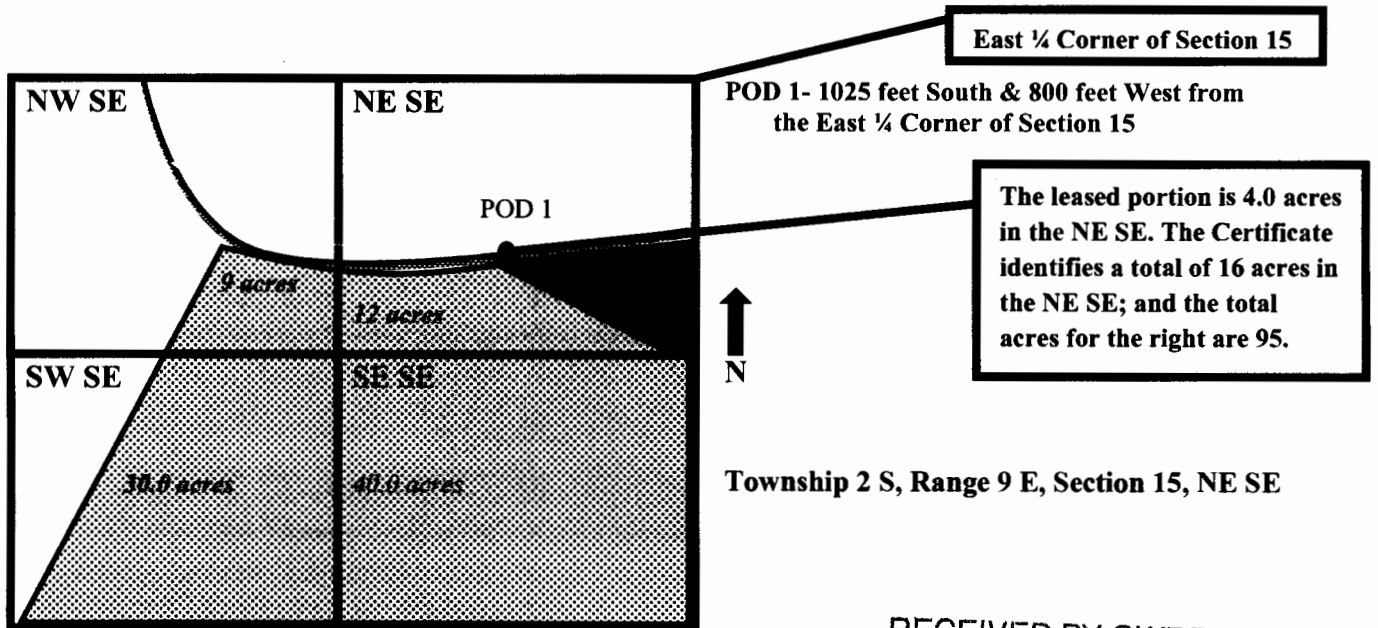 East ¼ Corner of Section 15
NW SE
NE SE
POD 1- 1025 feet South & 800 feet West from
the East ¼ Corner of Section 15
POD 1
The leased portion is 4.0 acres
in the NE SE. The Certificate
identifies a total of 16 acres in
the NE SE; and the total
acres for the right are 95.
9 acres
12 acres
N
SW SE
SE SE
30.0 acres
40.0 acres
Township 2 S, Range 9 E, Section 15, NE SE
RECEIVED BY